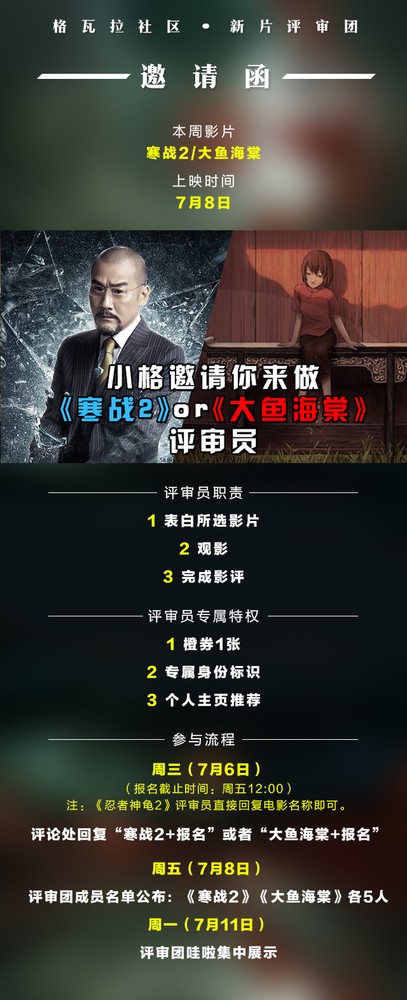 格瓦拉社区·新片评审团
邀请函
本周影片
寒战2/大鱼海棠
上映时间
7月8日
小格邀请你来做
《寒战2》or《大鱼海棠》
评审员
评审员职责
1 表白所选影片
2 观影
3 完成影评
评审员专属特权
1 橙券1张
2 专属身份标识
3 个人主页推荐
参与流程
周三（7月6日）
（报名截止时间：周五12:00）
注：《忍者神龟2》评审员直接回复电影名称即可。
评论处回复“寒战2+报名”或者“大鱼海棠+报名”
周五（7月8日）
评审团成员名单公布：《寒战2》《大鱼海棠》各5人
周一（7月11日）
评审团哇啦集中展示